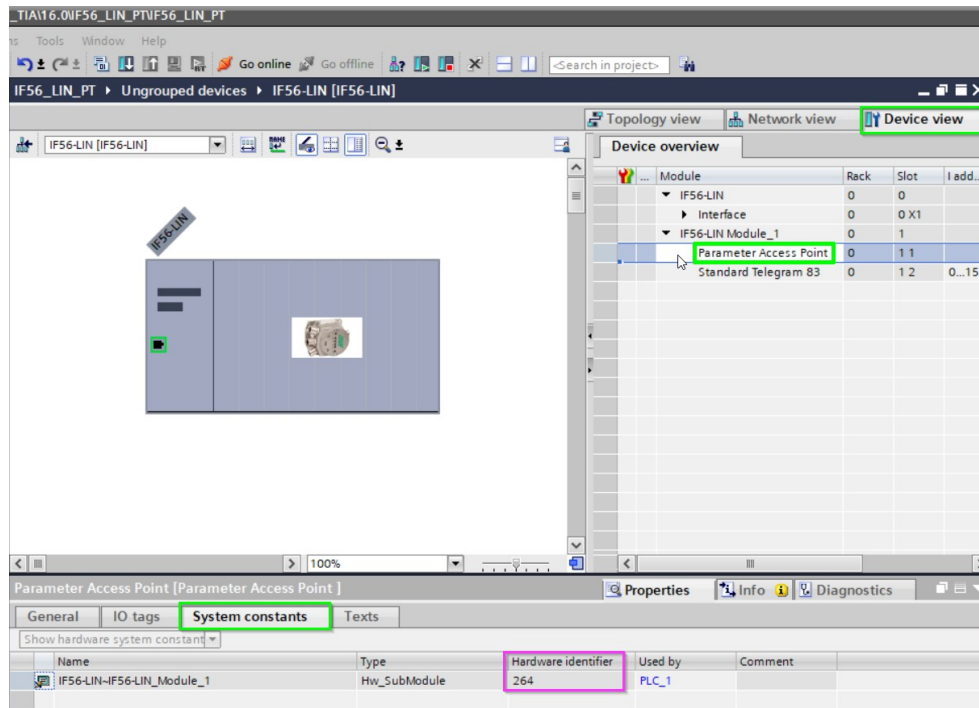 _TIA\16.0\IF56_LIN_PT\IF56_LIN_PT
ns Tools Window Help
Go online Go offline <Search in project>
IF56_LIN_PT ▸ Ungrouped devices ▸ IF56-LIN [IF56-LIN]
Topology view Network view Device view
IF56-LIN [IF56-LIN]
Device overview
... Module Rack Slot I add..
IF56-LIN 0 0
Interface 0 0 X1
IF56-LIN Module_1 0 1
Parameter Access Point 0 1 1
Standard Telegram 83 0 1 2 0...15
IF56-LIN
100%
Parameter Access Point [Parameter Access Point ]
Properties Info Diagnostics
General IO tags System constants Texts
Show hardware system constant
Name Type Hardware identifier Used by Comment
IF56-LIN~IF56-LIN_Module_1 Hw_SubModule 264 PLC_1